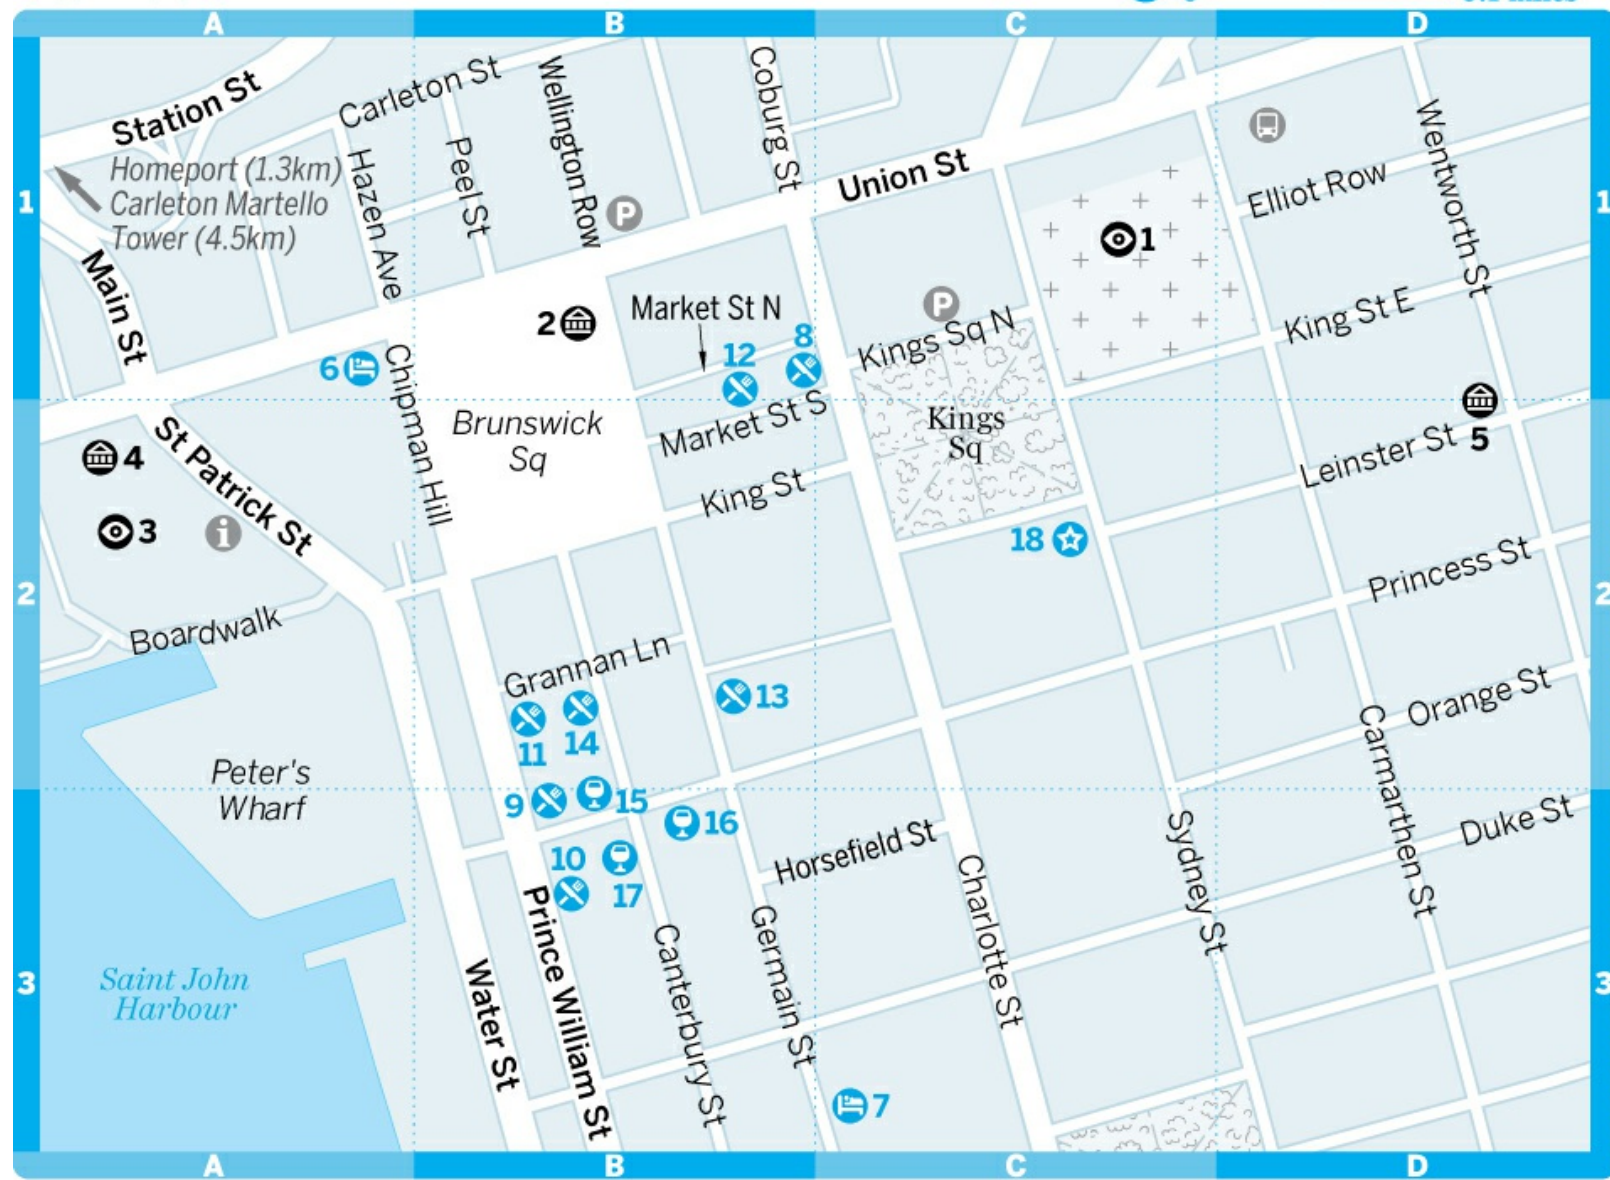 A
B
C
D
Station St
Carleton St
Wellington Row
Coburg St
Hazen Ave
Peel St
Union St
Wentworth St
Elliot Row
1
1
Homeport (1.3km)
Carleton Martello
Tower (4.5km)
P
1
Main St
2
Market St N
P
Kings Sq N
King St E
6
Chipman Hill
12
8
Brunswick
Sq
Market St S
Kings
Sq
5
Leinster St
4
St Patrick St
King St
3
i
18
2
2
Princess St
Boardwalk
Grannan Ln
11
14
13
Orange St
Carmarthen St
Peter's
Wharf
9
15
16
Sydney St
Duke St
10
17
Horsefield St
Charlotte St
Prince William St
Canterbury St
Germain St
Water St
Saint John
Harbour
3
3
7
A
B
C
D